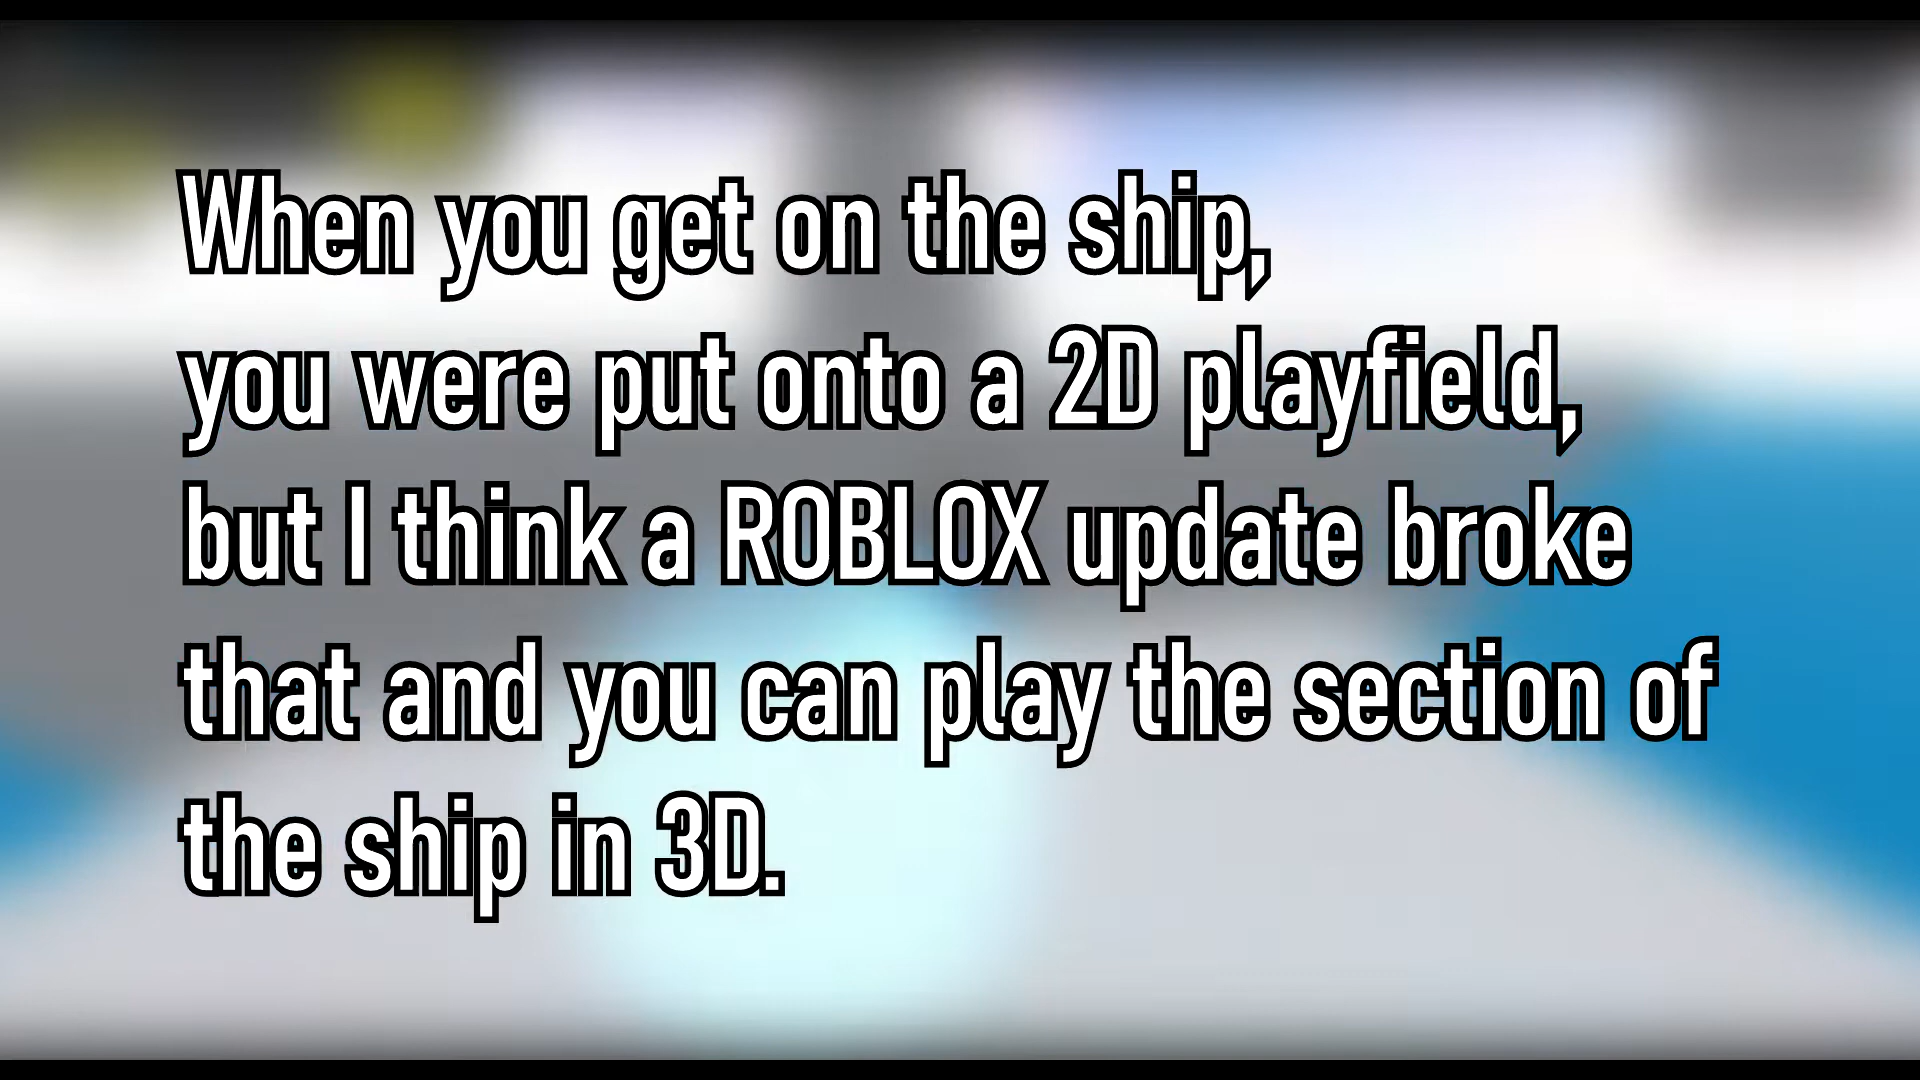 When you get on the ship,
you were put onto a 2D playfield,
but I think a ROBLOX update broke
that and you can play the section of
the ship in 3D.